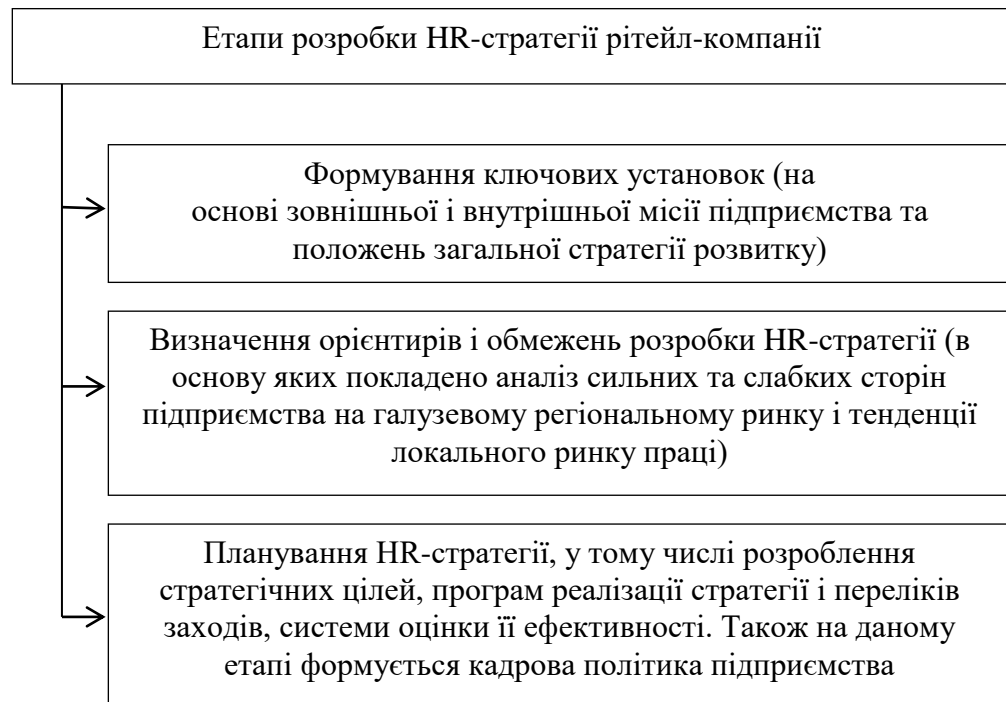 Етапи розробки HR-стратегії рітейл-компанії
Формування ключових установок (на
основі зовнішньої і внутрішньої місії підприємства та
положень загальної стратегії розвитку)
Визначення орієнтирів і обмежень розробки HR-стратегії (в
основу яких покладено аналіз сильних та слабких сторін
підприємства на галузевому регіональному ринку і тенденції
локального ринку праці)
Планування HR-стратегії, у тому числі розроблення
стратегічних цілей, програм реалізації стратегії і переліків
заходів, системи оцінки її ефективності. Також на даному
етапі формується кадрова політика підприємства